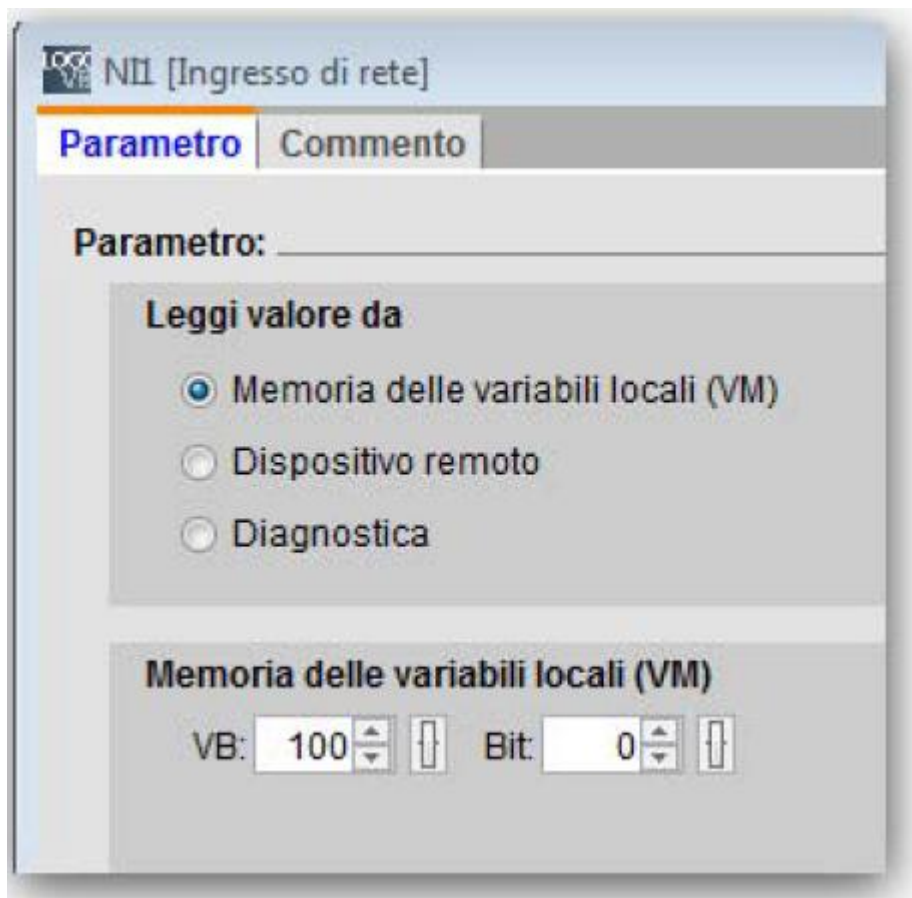 NI1 [Ingresso di rete]
Parametro Commento
Parametro:
Leggi valore da
Memoria delle variabili locali (VM)
Dispositivo remoto
Diagnostica
Memoria delle variabili locali (VM)
VB: 100 Bit: 0